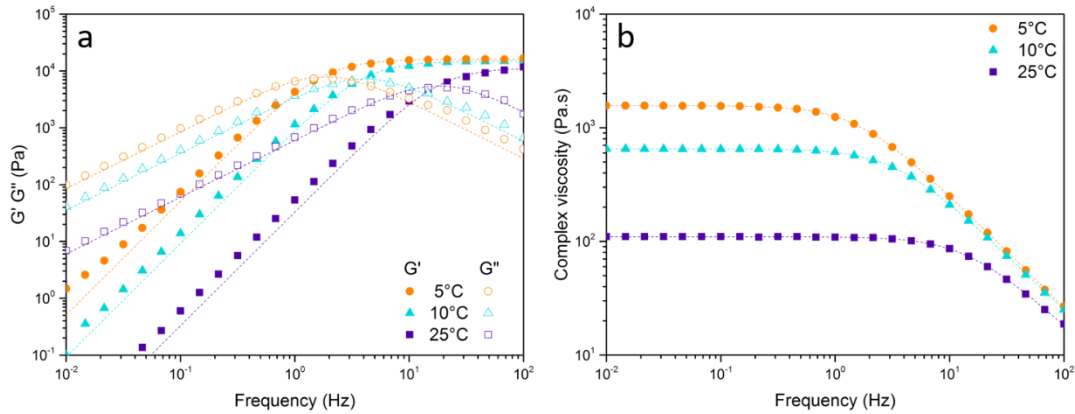 a
G' G" (Pa)
10⁵
10⁴
10³
10²
10¹
10⁰
10⁻¹
10⁻² 10⁻¹ 10⁰ 10¹ 10²
Frequency (Hz)
G' G"
5°C
10°C
25°C
b
Complex viscosity (Pa.s)
10⁴
10³
10²
10¹
10⁻² 10⁻¹ 10⁰ 10¹ 10²
Frequency (Hz)
5°C
10°C
25°C